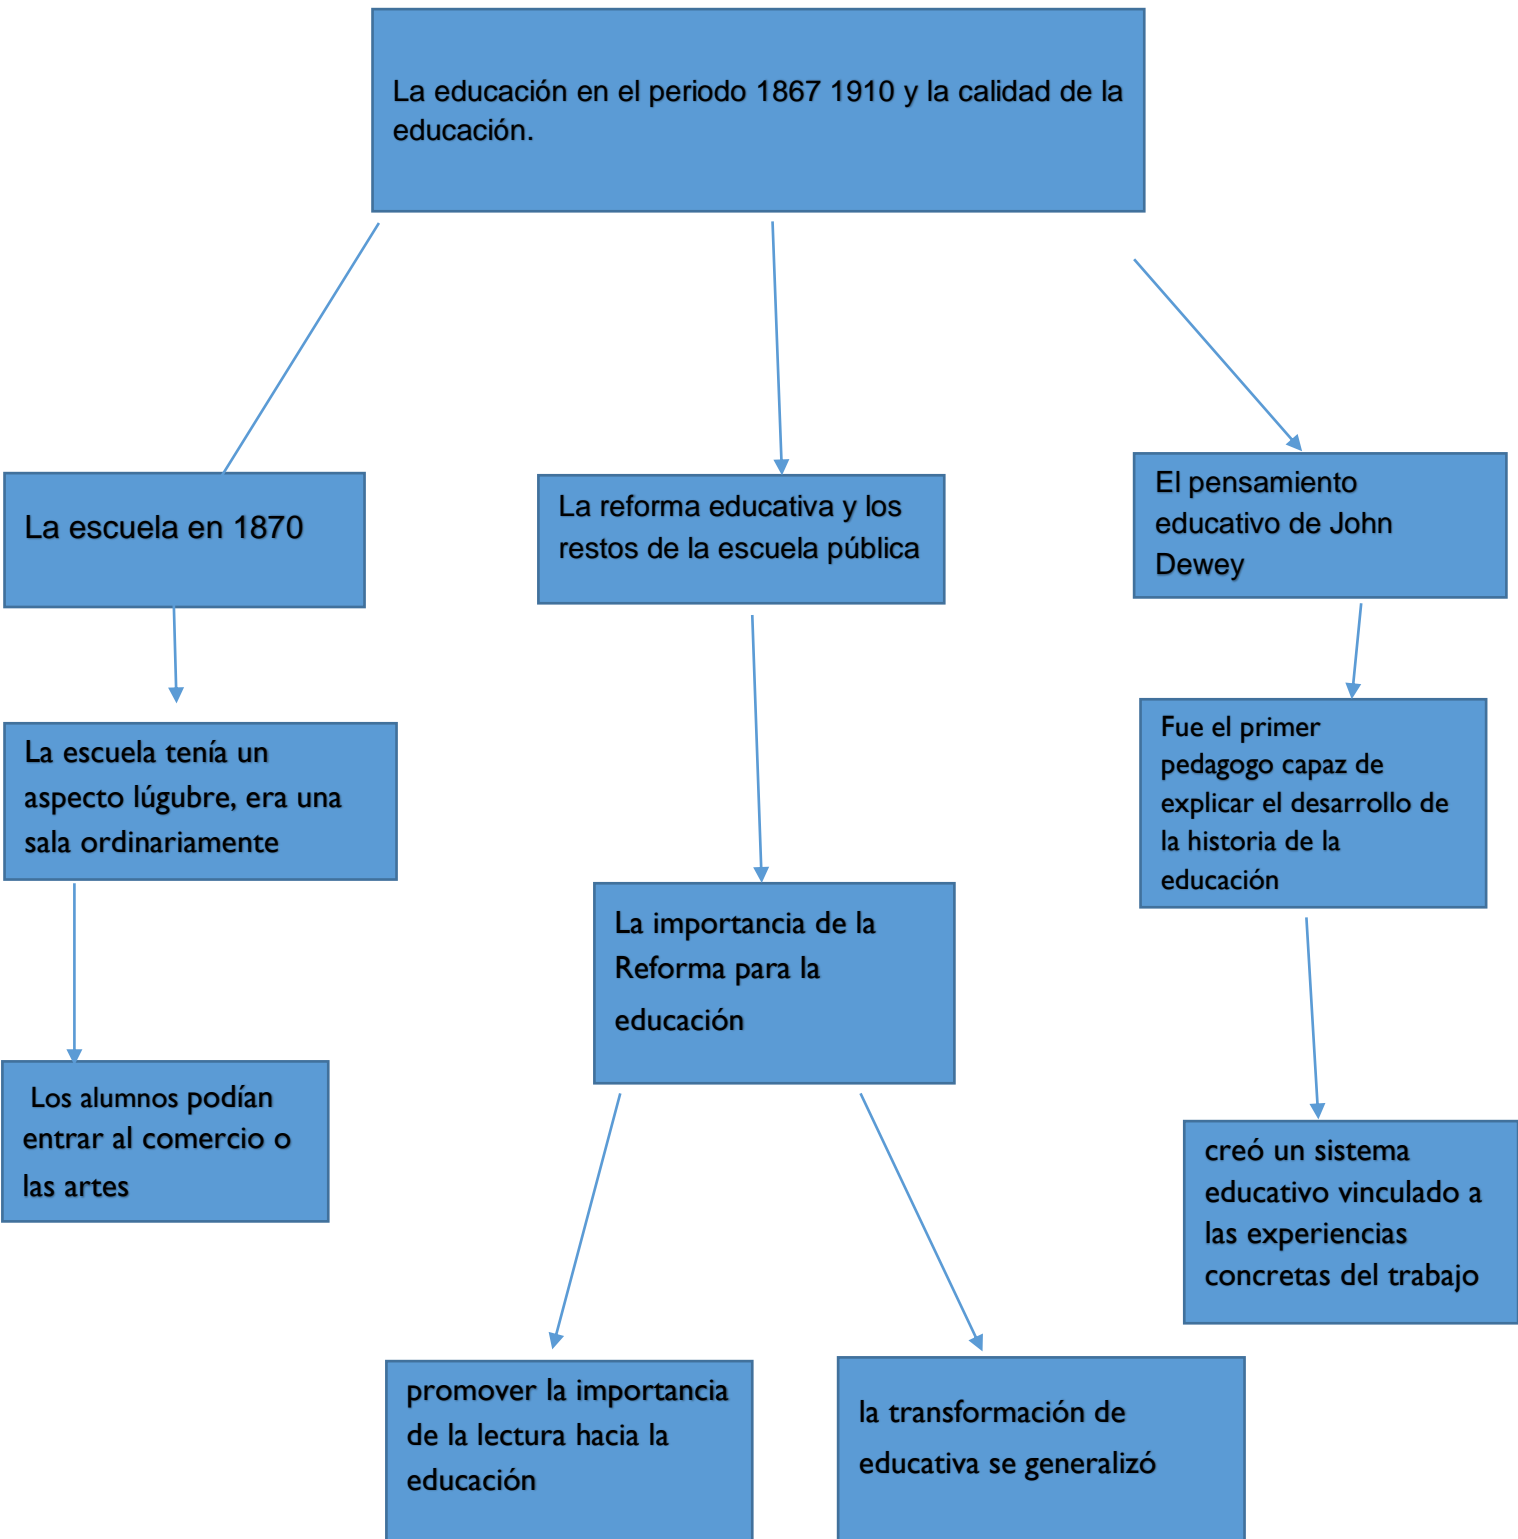 La educación en el periodo 1867 1910 y la calidad de la
educación.
La escuela en 1870
La reforma educativa y los
restos de la escuela pública
El pensamiento
educativo de John
Dewey
La escuela tenía un
aspecto lúgubre, era una
sala ordinariamente
Fue el primer
pedagogo capaz de
explicar el desarrollo de
la historia de la
educación
La importancia de la
Reforma para la
educación
Los alumnos podían
entrar al comercio o
las artes
creó un sistema
educativo vinculado a
las experiencias
concretas del trabajo
promover la importancia
de la lectura hacia la
educación
la transformación de
educativa se generalizó